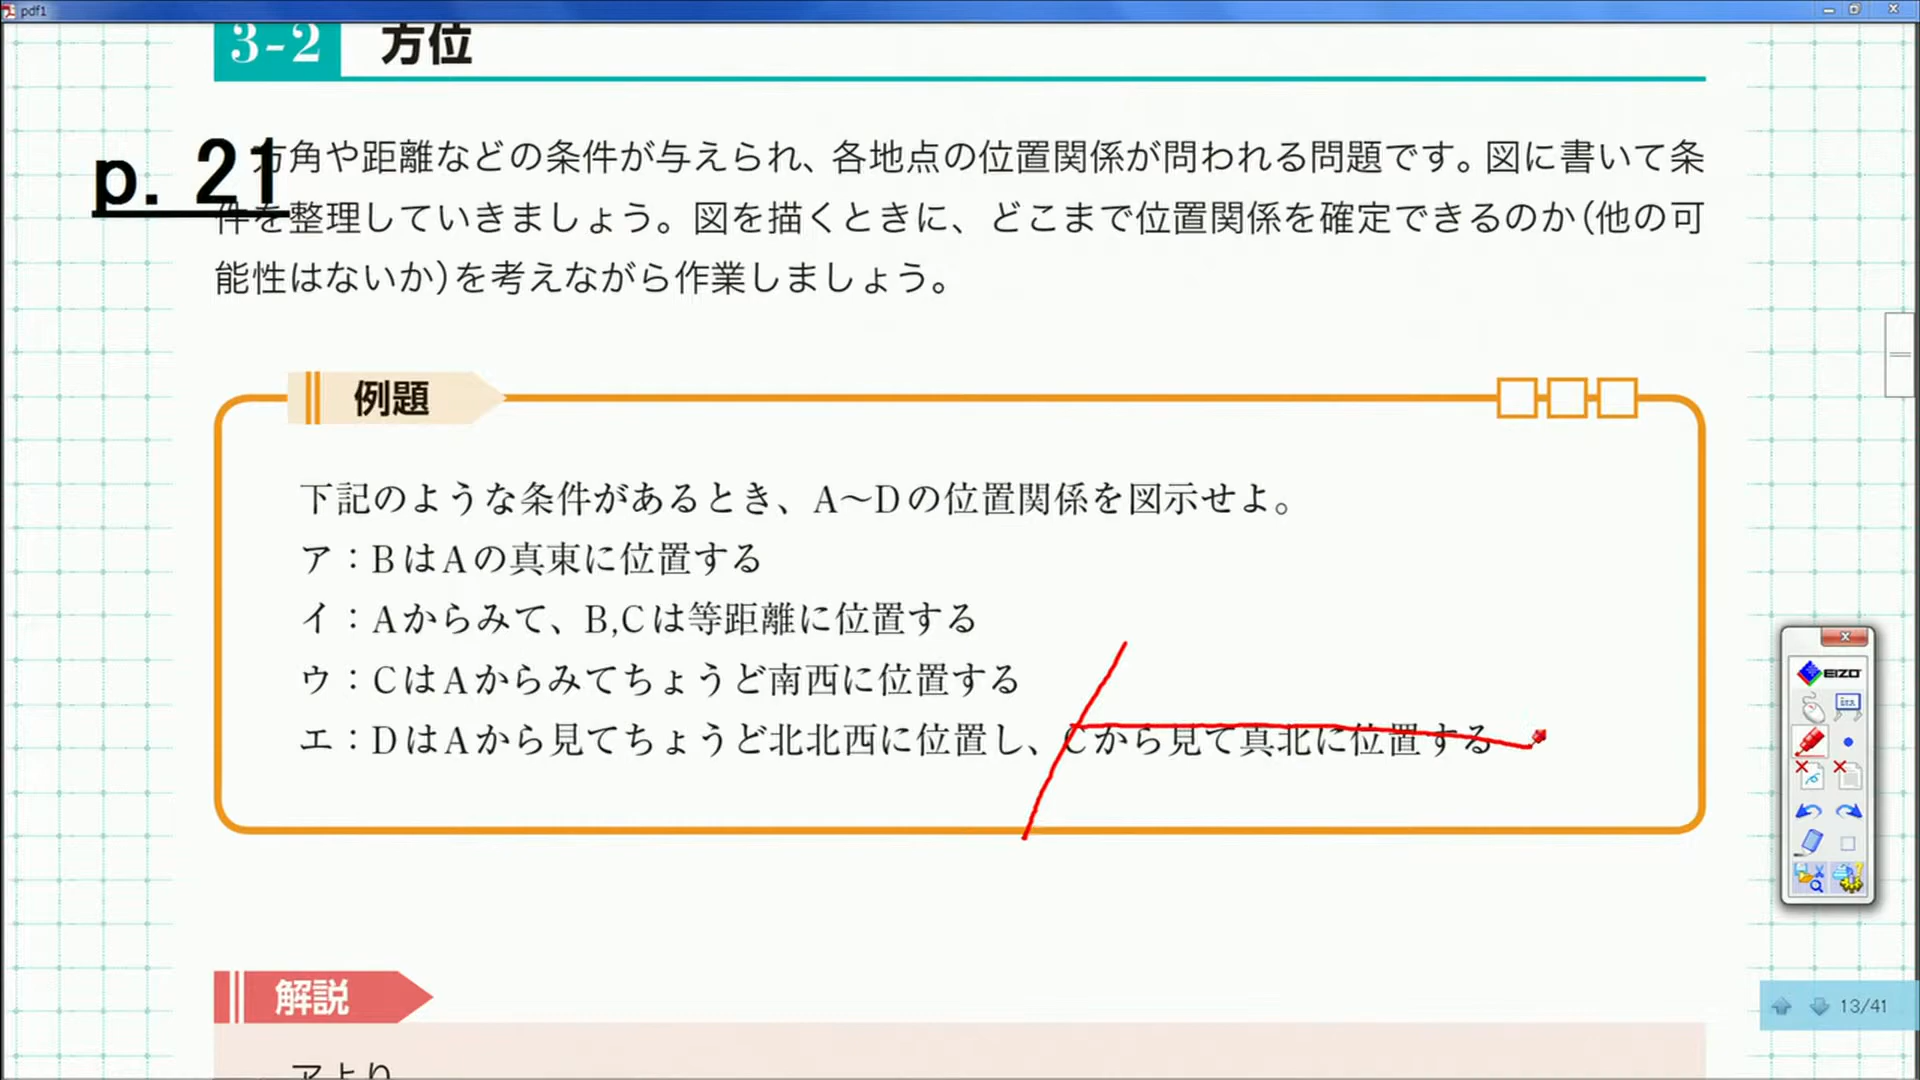 pdf1
3-2 方位
p. 21
方角や距離などの条件が与えられ、各地点の位置関係が問われる問題です。図に書いて条
件を整理していきましょう。図を描くときに、どこまで位置関係を確定できるのか(他の可
能性はないか)を考えながら作業しましょう。
例題
下記のような条件があるとき、A〜Dの位置関係を図示せよ。
ア：BはAの真東に位置する
イ：Aからみて、B,Cは等距離に位置する
ウ：CはAからみてちょうど南西に位置する
エ：DはAから見てちょうど北北西に位置し、Cから見て真北に位置する
EIZO
13/41
解説
アより